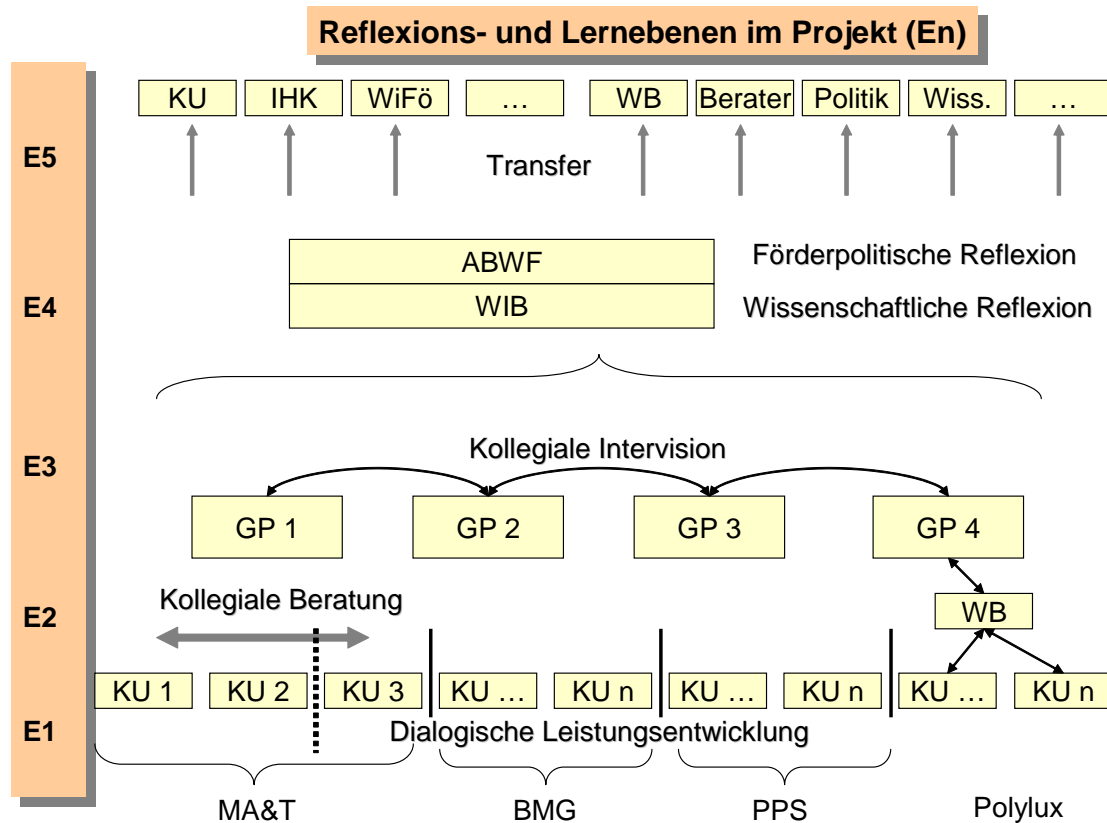 Reflexions- und Lernebenen im Projekt (En)
KU IHK WiFö … WB Berater Politik Wiss. …
E5
Transfer
ABWF Förderpolitische Reflexion
E4
WIB Wissenschaftliche Reflexion
E3
Kollegiale Intervision
GP 1 GP 2 GP 3 GP 4
Kollegiale Beratung
E2
WB
KU 1 KU 2 KU 3 KU … KU n KU … KU n KU … KU n
E1
Dialogische Leistungsentwicklung
MA&T BMG PPS Polylux